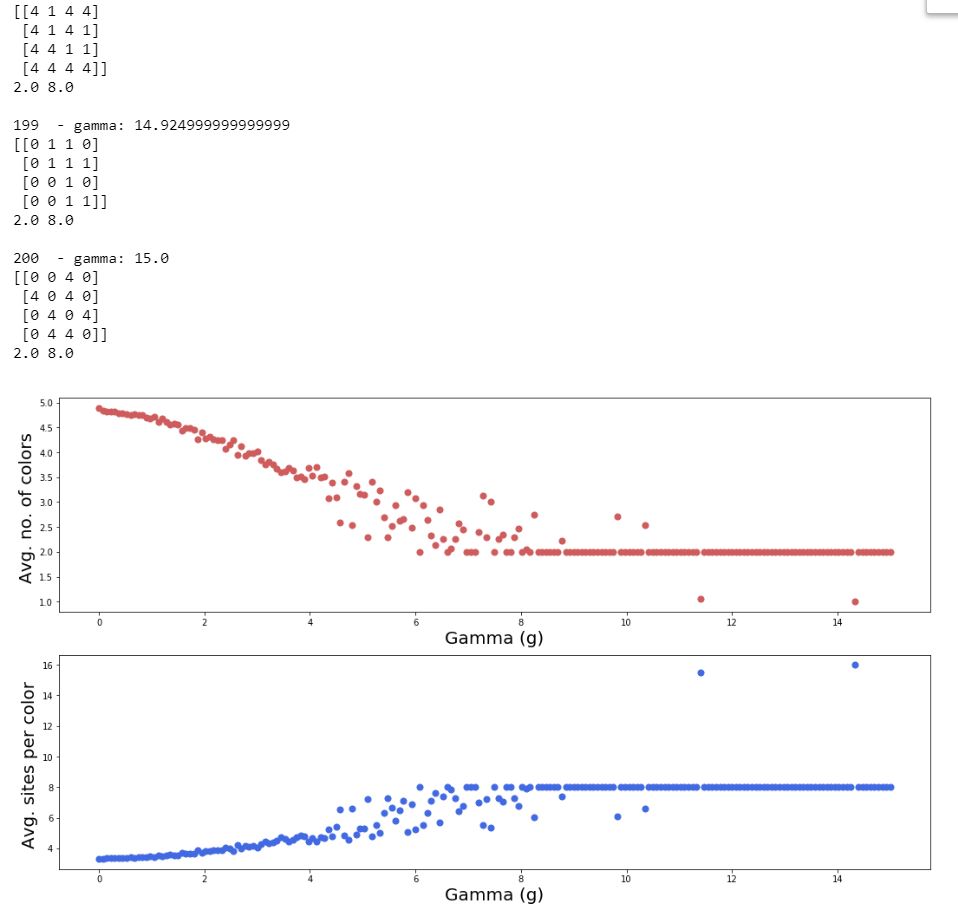 [[4 1 4 4]
[4 1 4 1]
[4 4 1 1]
[4 4 4 4]]
2.0 8.0
199 - gamma: 14.924999999999999
[[0 1 1 0]
[0 1 1 1]
[0 0 1 0]
[0 0 1 1]]
2.0 8.0
200 - gamma: 15.0
[[0 0 4 0]
[4 0 4 0]
[0 4 0 4]
[0 4 4 0]]
2.0 8.0
Avg. no. of colors
5.0
4.5
4.0
3.5
3.0
2.5
2.0
1.5
1.0
0 2 4 6 8 10 12 14
Gamma (g)
Avg. sites per color
16
14
12
10
8
6
4
0 2 4 6 8 10 12 14
Gamma (g)